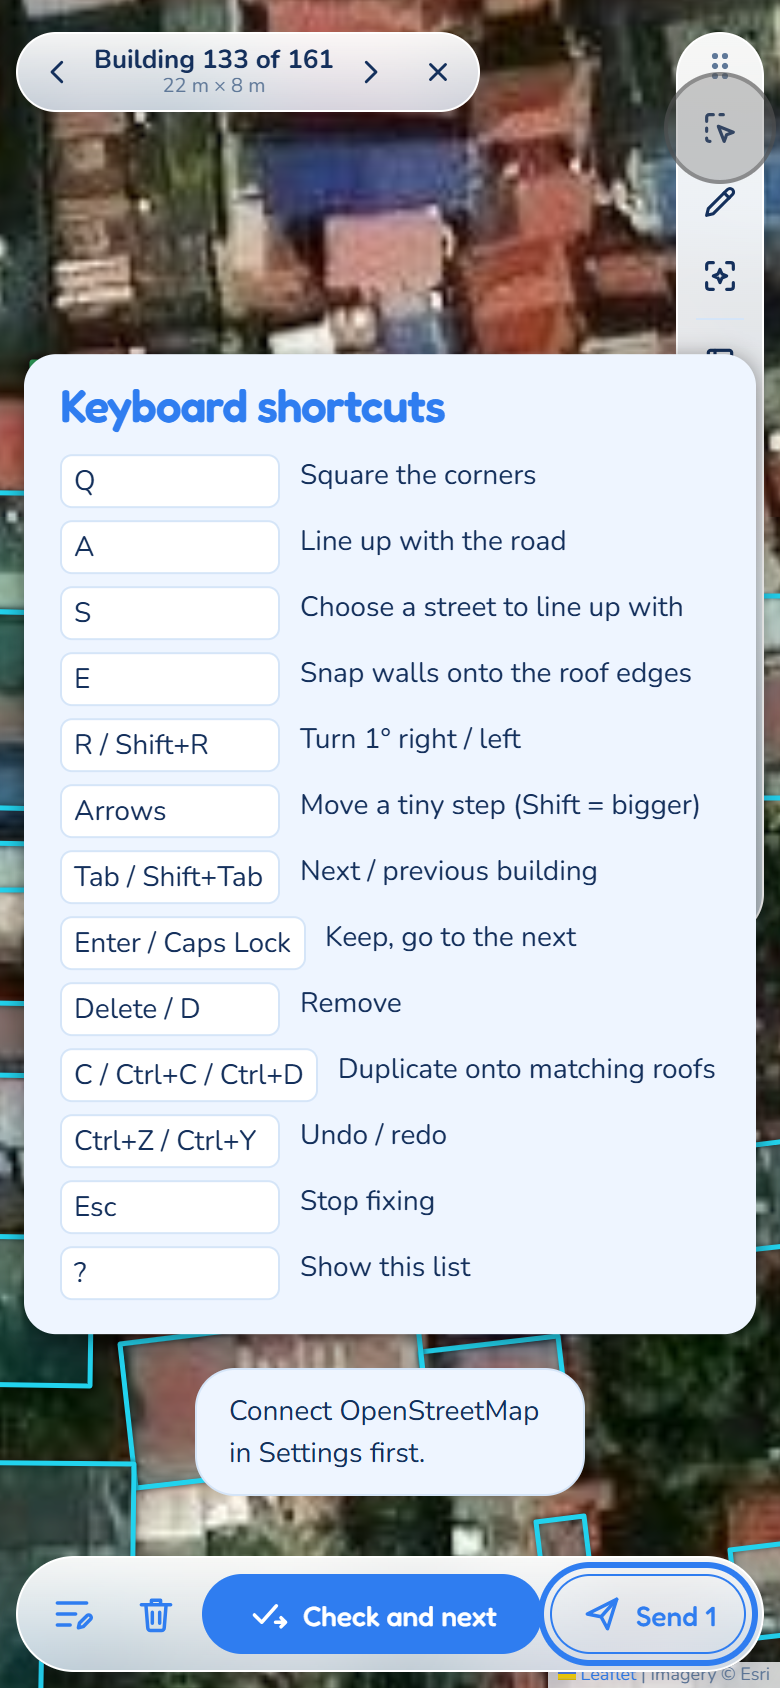 Building 133 of 161
22 m × 8 m
Keyboard shortcuts
Q Square the corners
A Line up with the road
S Choose a street to line up with
E Snap walls onto the roof edges
R / Shift+R Turn 1° right / left
Arrows Move a tiny step (Shift = bigger)
Tab / Shift+Tab Next / previous building
Enter / Caps Lock Keep, go to the next
Delete / D Remove
C / Ctrl+C / Ctrl+D Duplicate onto matching roofs
Ctrl+Z / Ctrl+Y Undo / redo
Esc Stop fixing
? Show this list
Connect OpenStreetMap
in Settings first.
Check and next
Send 1
Leaflet | Imagery © Esri